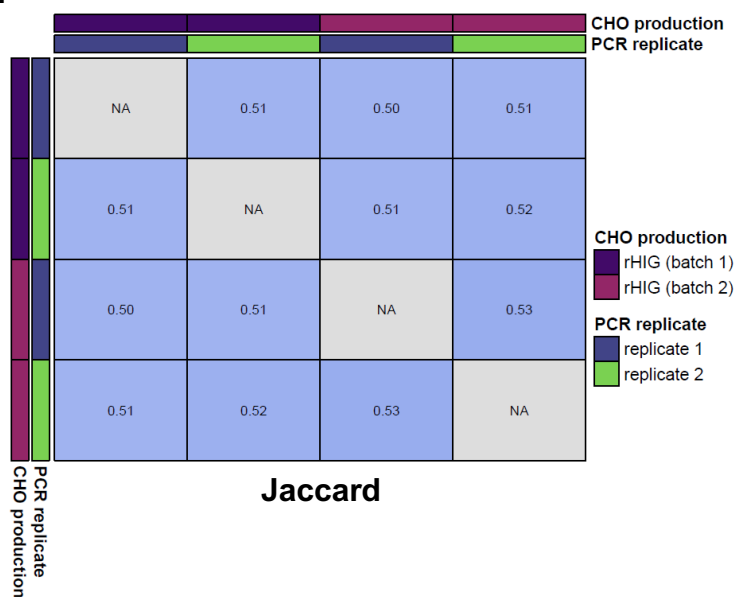 CHO production
PCR replicate
NA 0.51 0.50 0.51
0.51 NA 0.51 0.52
0.50 0.51 NA 0.53
0.51 0.52 0.53 NA
CHO production
rHIG (batch 1)
rHIG (batch 2)
PCR replicate
replicate 1
replicate 2
CHO production
PCR replicate
Jaccard